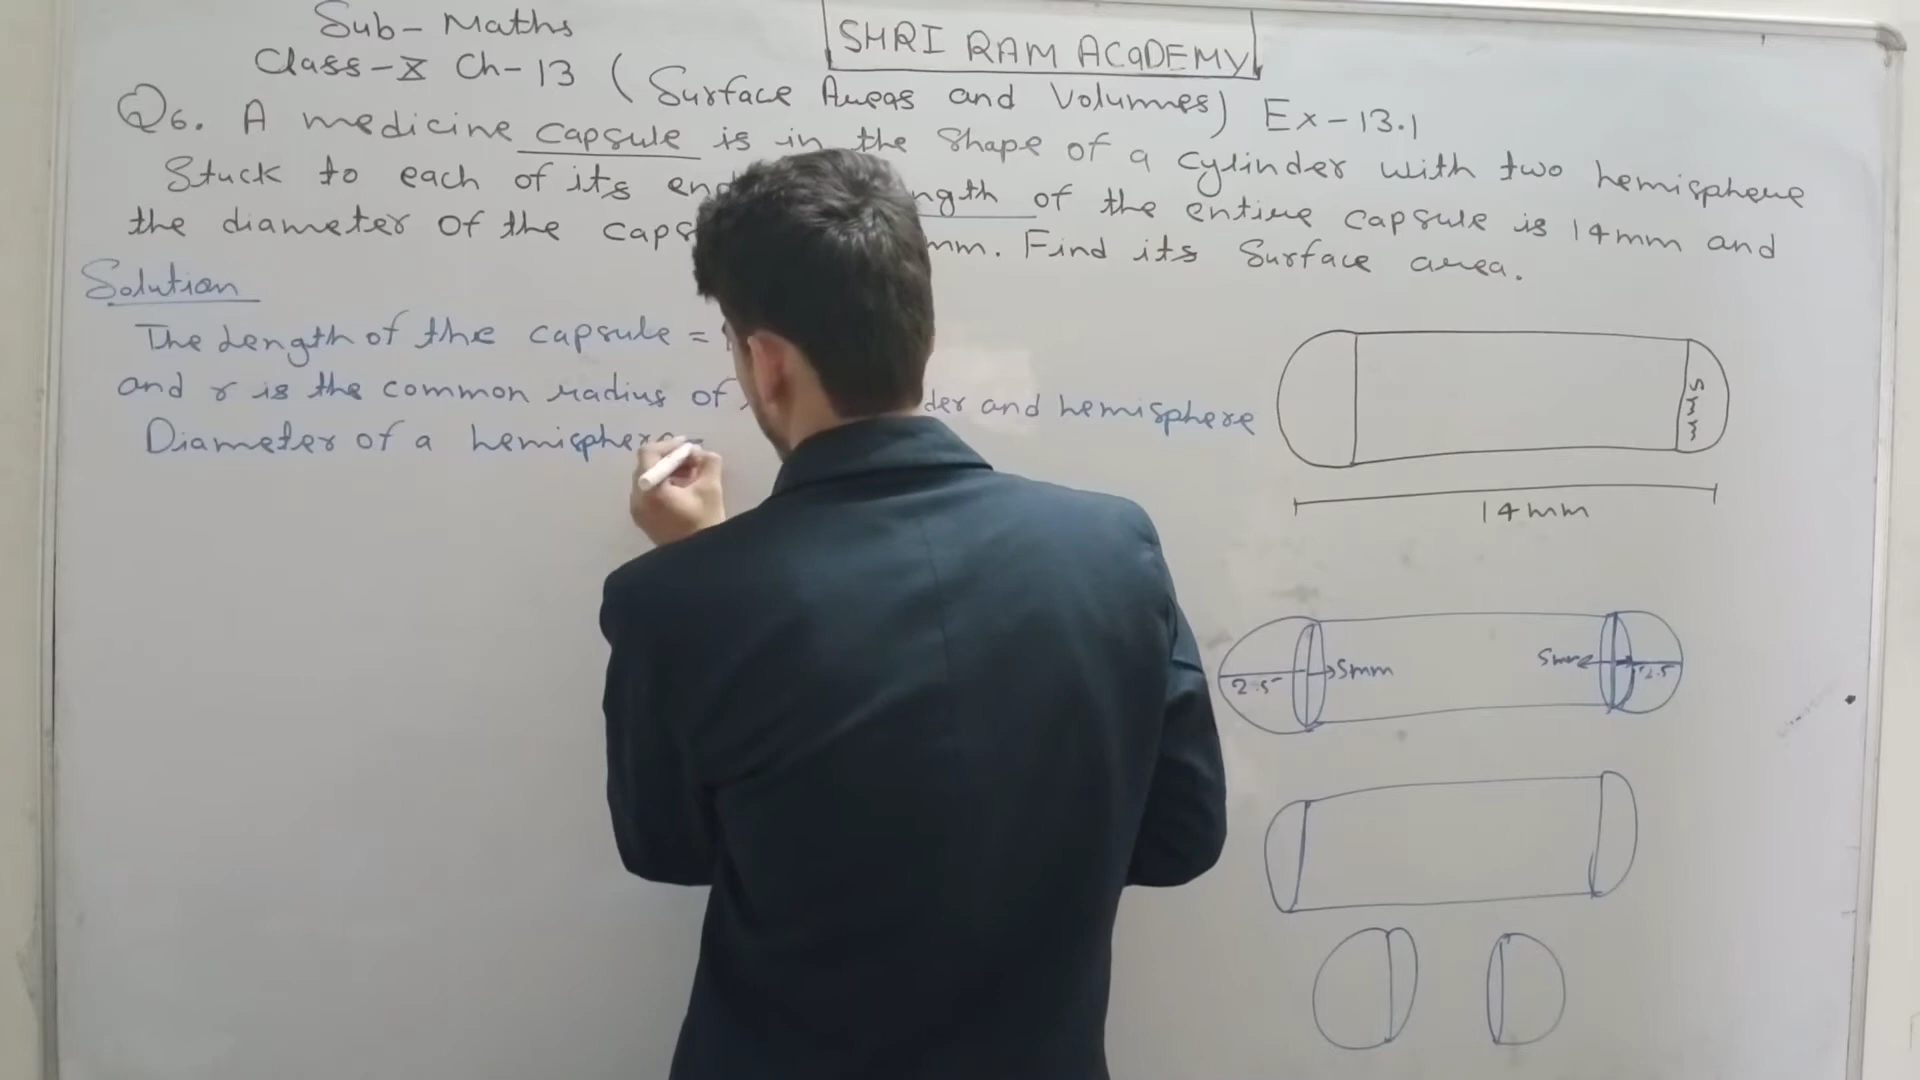 Sub- Maths
SHRI RAM ACADEMY
Class-X Ch-13 (Surface Areas and Volumes) Ex-13.1
Q6. A medicine capsule is in the shape of a cylinder with two hemisphere
Stuck to each of its of the entire capsule is 14mm and
the diameter of the mm. Find its Surface area.
Solution
The Length of the capsule =
and r is the common radius of and hemisphere
Diameter of a hemisphere
5mm
14mm
2.5 5mm 5mm 2.5